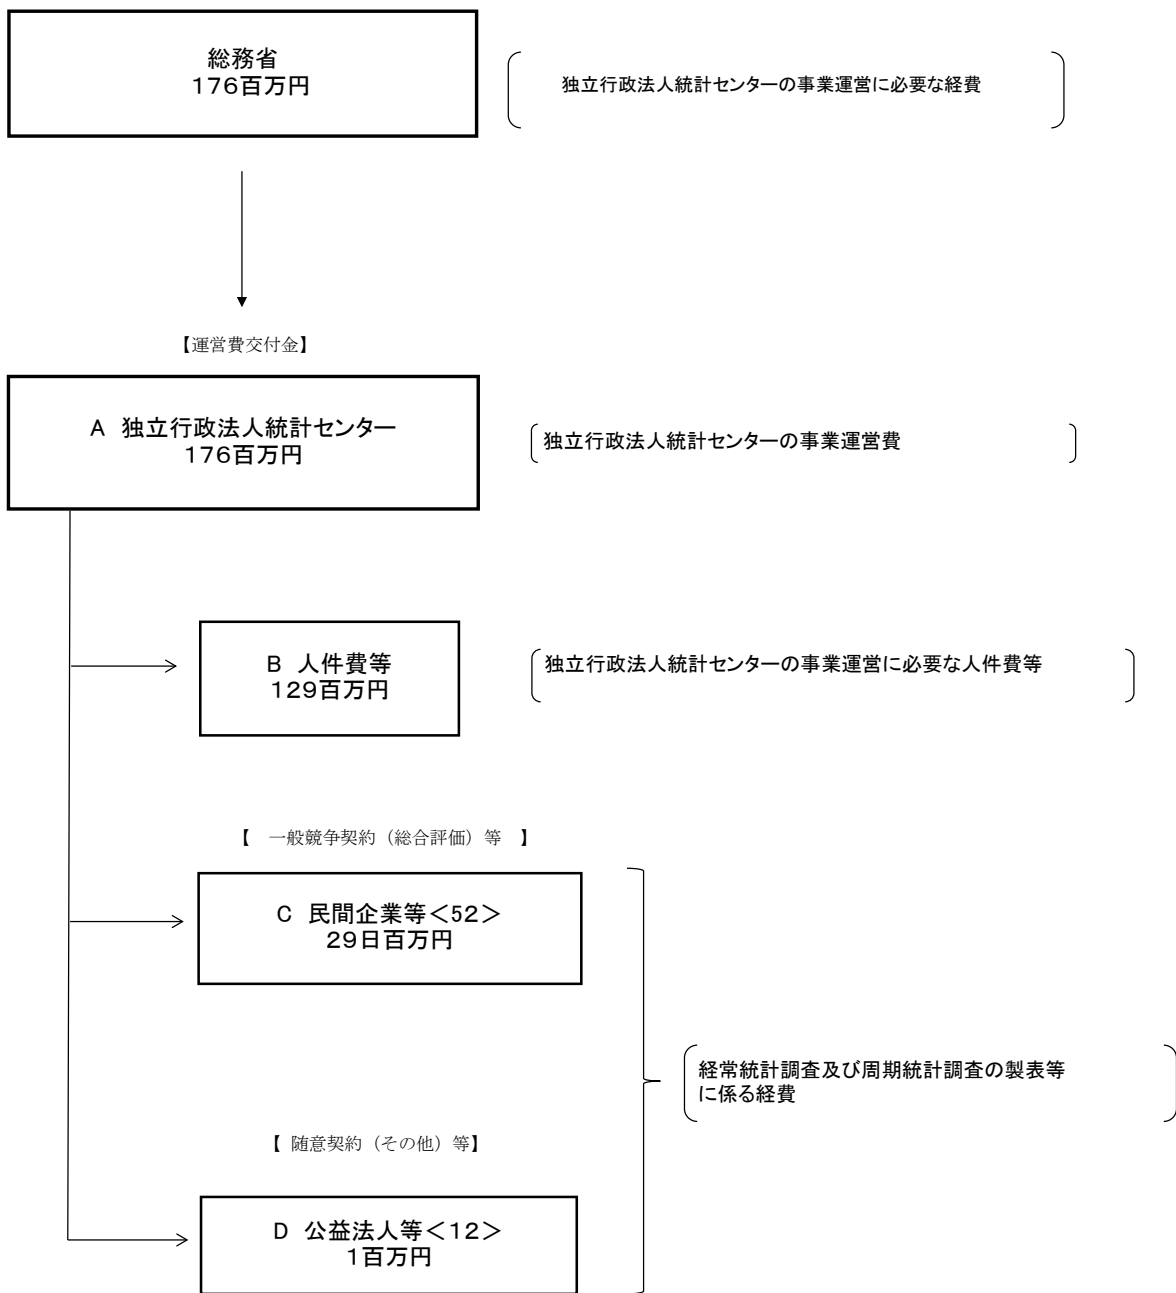 総務省
176百万円
独立行政法人統計センターの事業運営に必要な経費
【運営費交付金】
A 独立行政法人統計センター
176百万円
独立行政法人統計センターの事業運営費
B 人件費等
129百万円
独立行政法人統計センターの事業運営に必要な人件費等
【 一般競争契約（総合評価）等 】
C 民間企業等＜52＞
29日百万円
経常統計調査及び周期統計調査の製表等
に係る経費
【 随意契約（その他）等】
D 公益法人等＜12＞
1百万円